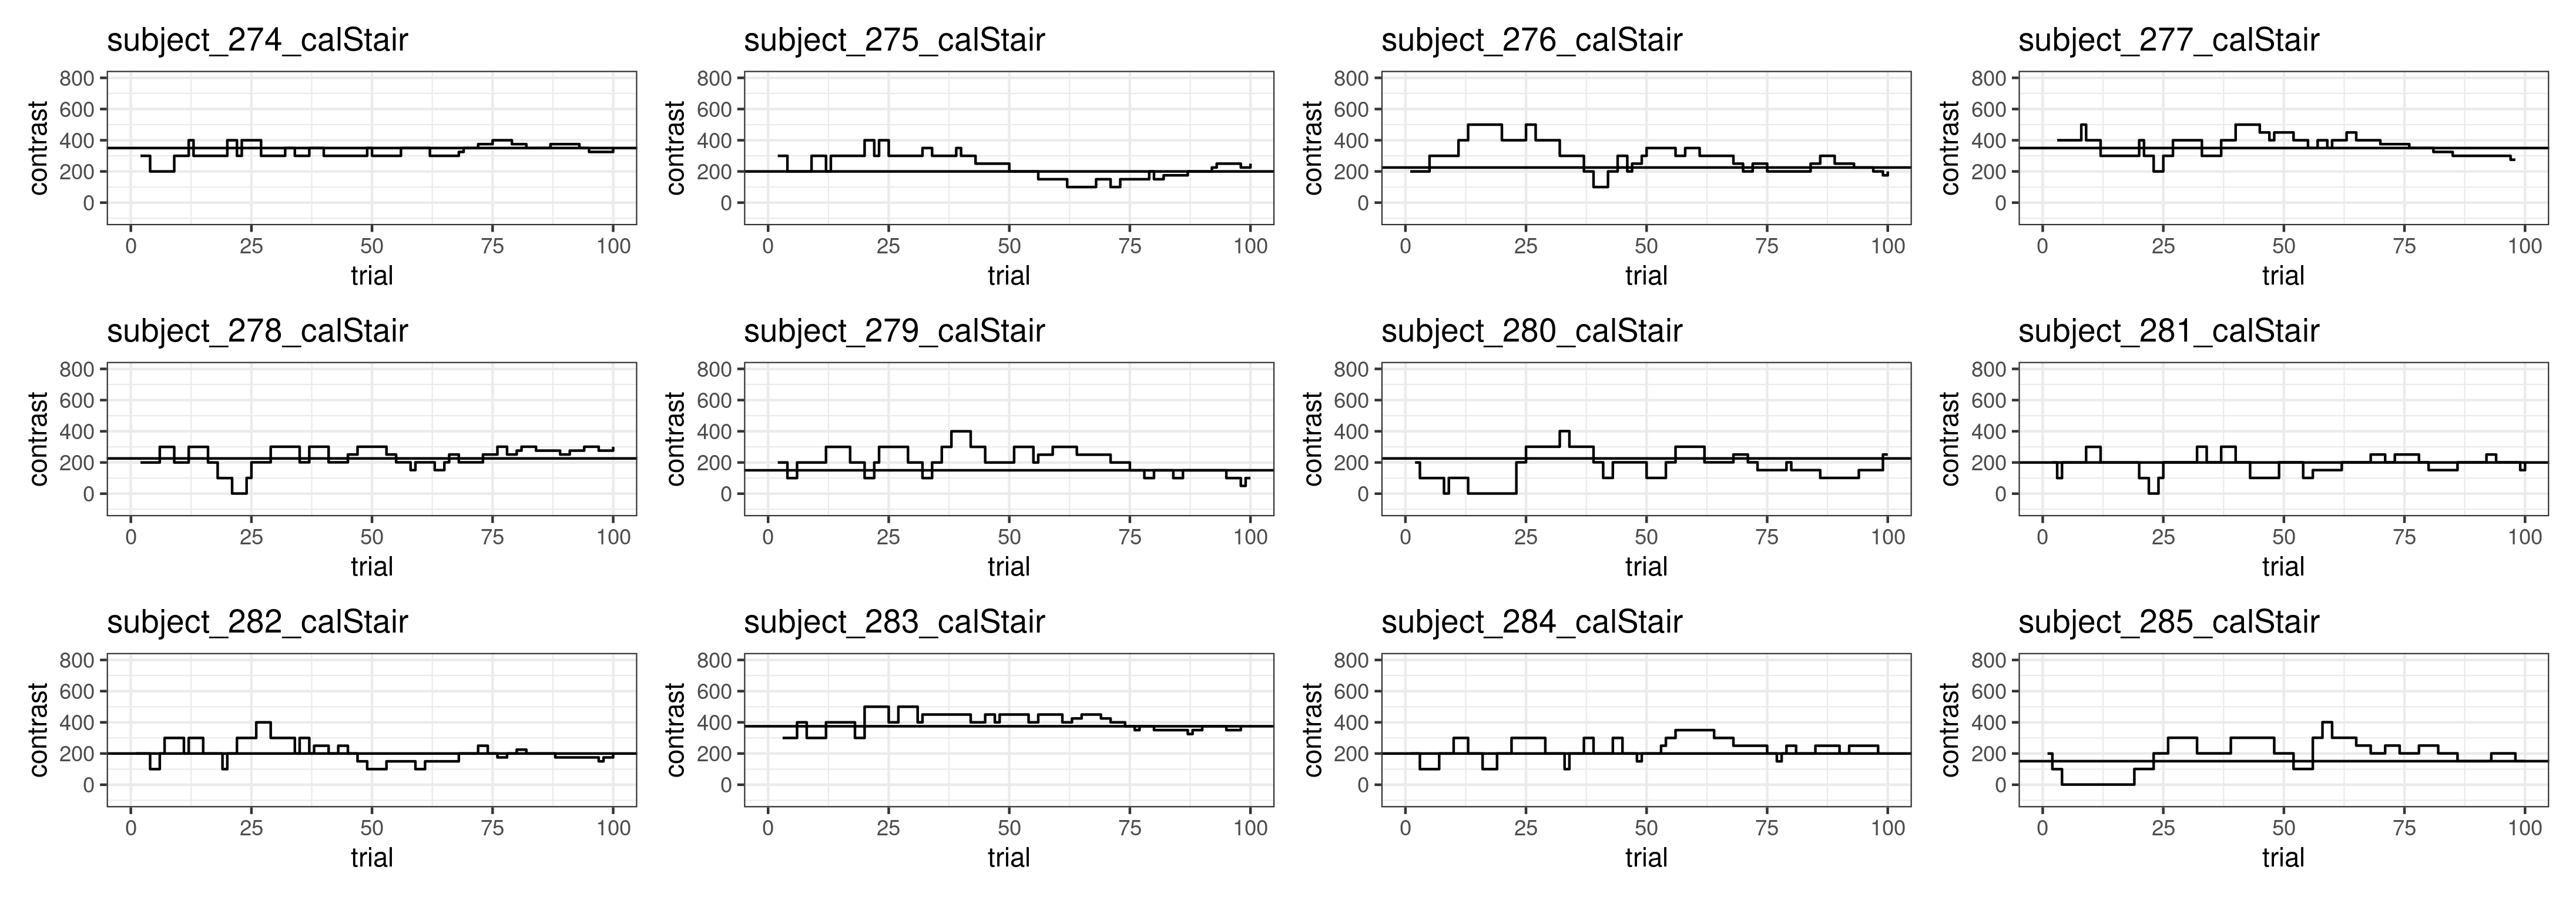 subject_274_calStair
800
600
400
200
0
contrast
0 25 50 75 100
trial
subject_275_calStair
800
600
400
200
0
contrast
0 25 50 75 100
trial
subject_276_calStair
800
600
400
200
0
contrast
0 25 50 75 100
trial
subject_277_calStair
800
600
400
200
0
contrast
0 25 50 75 100
trial
subject_278_calStair
800
600
400
200
0
contrast
0 25 50 75 100
trial
subject_279_calStair
800
600
400
200
0
contrast
0 25 50 75 100
trial
subject_280_calStair
800
600
400
200
0
contrast
0 25 50 75 100
trial
subject_281_calStair
800
600
400
200
0
contrast
0 25 50 75 100
trial
subject_282_calStair
800
600
400
200
0
contrast
0 25 50 75 100
trial
subject_283_calStair
800
600
400
200
0
contrast
0 25 50 75 100
trial
subject_284_calStair
800
600
400
200
0
contrast
0 25 50 75 100
trial
subject_285_calStair
800
600
400
200
0
contrast
0 25 50 75 100
trial